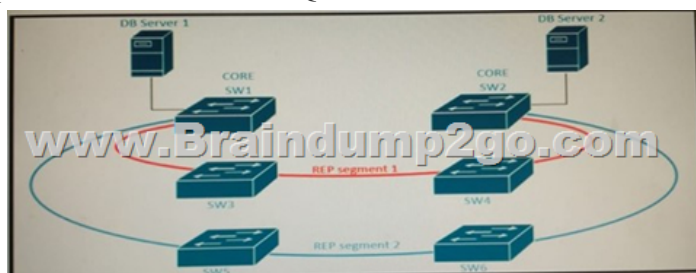 DB Server 1
DB Server 2
CORE
SW1
CORE
SW2
www.Braindump2go.com
REP segment 1
SW3
SW4
REP segment 2
SW5
SW6